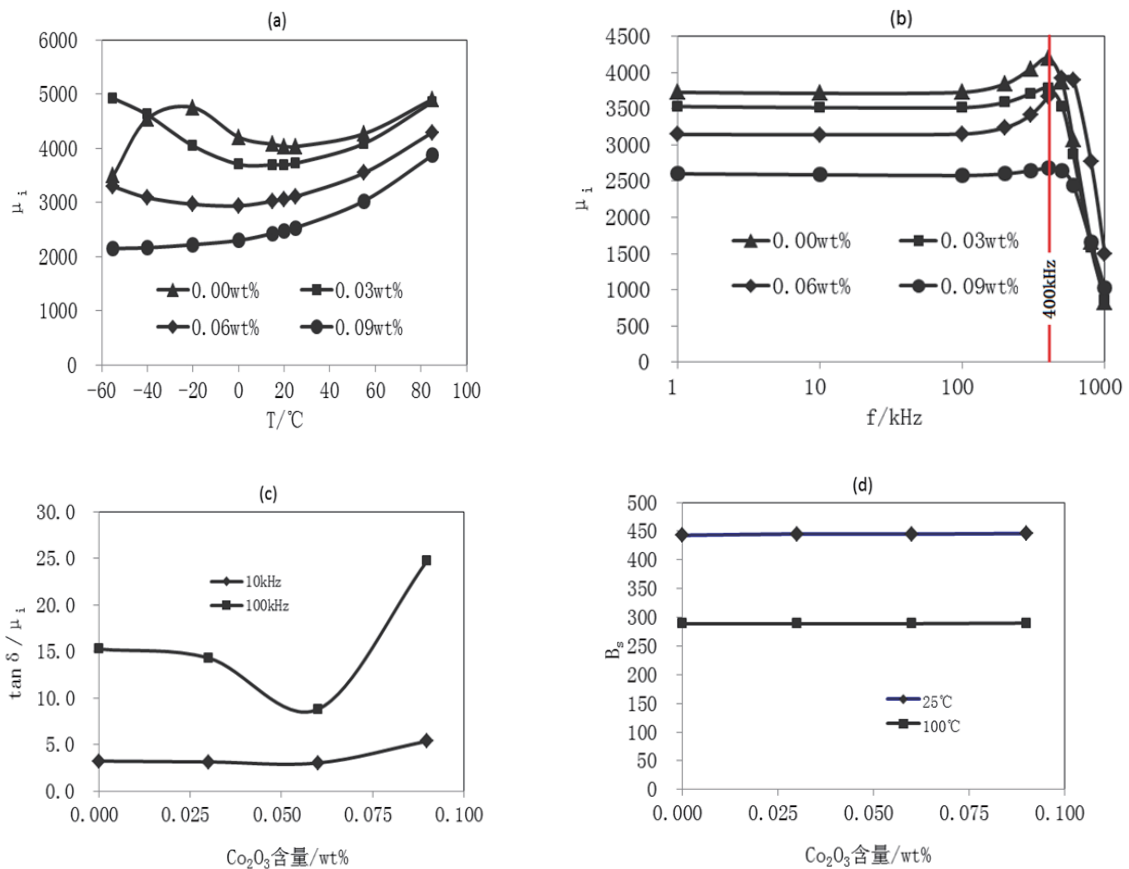 (a)
6000
5000
4000
3000
2000
1000
0
μi
-60 -40 -20 0 20 40 60 80 100
T/℃
0.00wt% 0.03wt%
0.06wt% 0.09wt%
(b)
4500
4000
3500
3000
2500
2000
1500
1000
500
0
μi
1 10 100 1000
f/kHz
0.00wt% 0.03wt%
0.06wt% 0.09wt%
400kHz
(c)
30.0
25.0
20.0
15.0
10.0
5.0
0.0
tanδ/μi
10kHz
100kHz
0.000 0.025 0.050 0.075 0.100
Co₂O₃含量/wt%
(d)
500
450
400
350
300
250
200
150
100
50
0
Bs
25℃
100℃
0.000 0.025 0.050 0.075 0.100
Co₂O₃含量/wt%